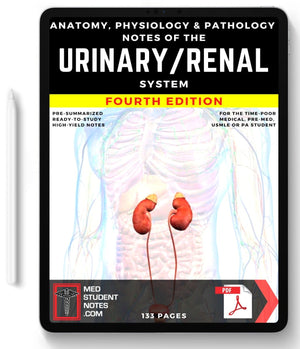 ANATOMY, PHYSIOLOGY & PATHOLOGY
NOTES OF THE
URINARY/RENAL
SYSTEM
FOURTH EDITION
PRE-SUMMARIZED
READY-TO-STUDY
HIGH-YIELD NOTES
FOR THE TIME-POOR
MEDICAL, PRE-MED,
USMLE OR PA STUDENT
MED
STUDENT
NOTES
.COM
PDF
133 PAGES